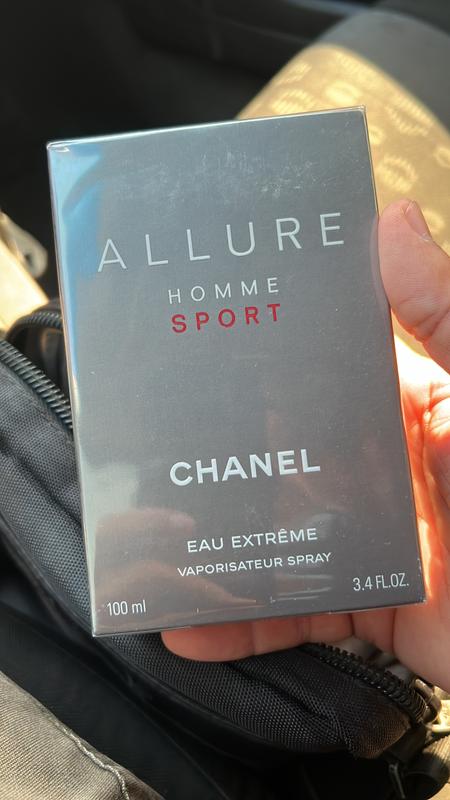 ALLURE
HOMME
SPORT
CHANEL
EAU EXTRÊME
VAPORISATEUR SPRAY
100 ml 3.4 FL.OZ.